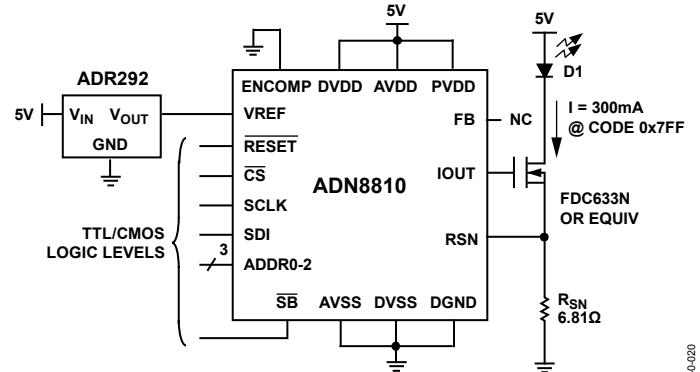 5V
5V
ADR292
5V
VIN VOUT
GND
ENCOMP DVDD AVDD PVDD
VREF
RESET
CS
SCLK
SDI
3
ADDR0-2
TTL/CMOS
LOGIC LEVELS
ADN8810
FB
NC
IOUT
RSN
SB AVSS DVSS DGND
D1
I = 300mA
@ CODE 0x7FF
FDC633N
OR EQUIV
RSN
6.81Ω
0-020